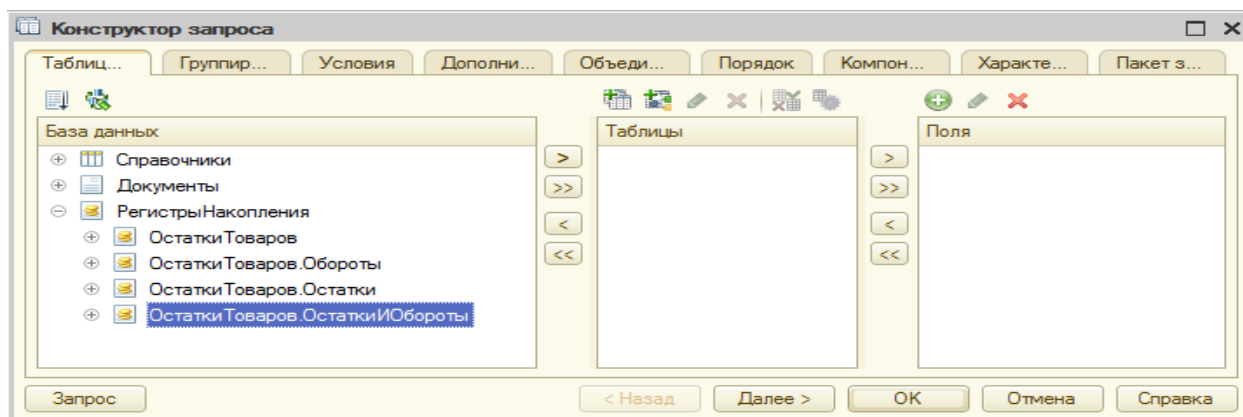 Конструктор запроса
Таблиц... Группир... Условия Дополни... Объеди... Порядок Компон... Характе... Пакет з...
База данных Таблицы Поля
Справочники
Документы
РегистрыНакопления
ОстаткиТоваров
ОстаткиТоваров.Обороты
ОстаткиТоваров.Остатки
ОстаткиТоваров.ОстаткиИОбороты
> >
>> >>
< <
<< <<
Запрос < Назад Далее > OK Отмена Справка